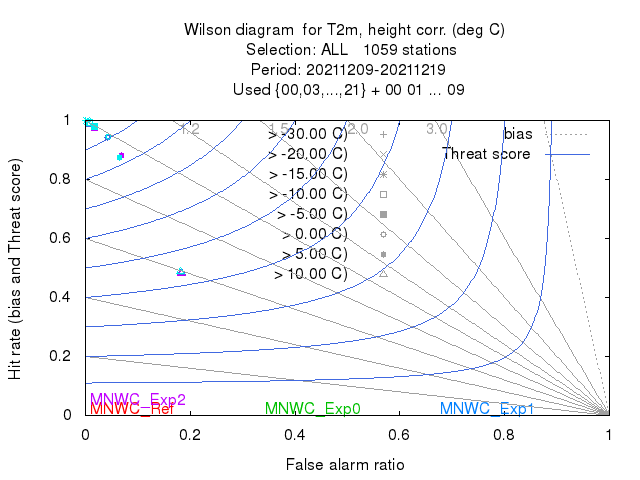 Wilson diagram  for T2m, height corr. (deg C)
Selection: ALL   1059 stations
Period: 20211209-20211219
Used {00,03,...,21} + 00 01 ... 09
Hit rate (bias and Threat score)
1
0.8
0.6
0.4
0.2
0
0 0.2 0.4 0.6 0.8 1
False alarm ratio
1.2 1.5 2.0 3.0
bias
Threat score
> -30.00 C)
> -20.00 C)
> -15.00 C)
> -10.00 C)
> -5.00 C)
> 0.00 C)
> 5.00 C)
> 10.00 C)
MNWC_Exp2
MNWC_Ref MNWC_Exp0 MNWC_Exp1